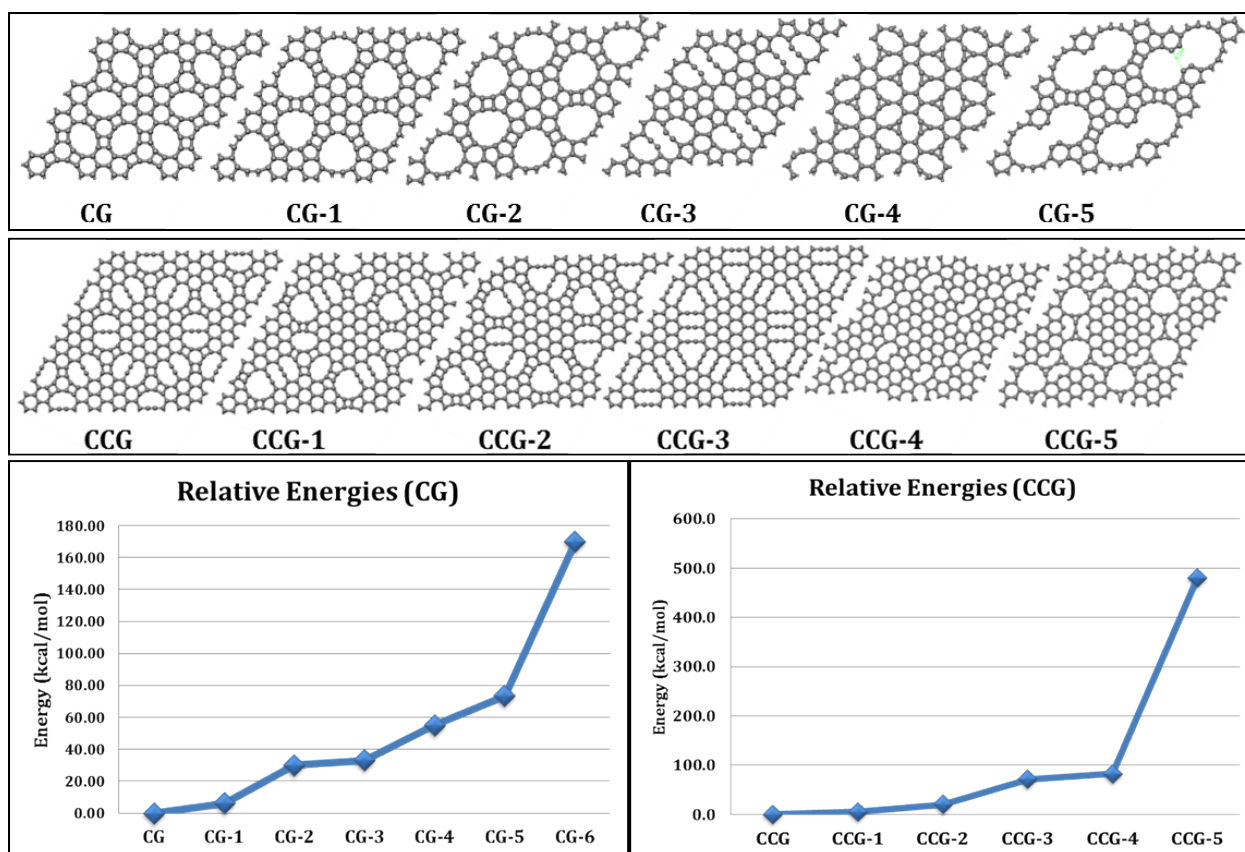 CG CG-1 CG-2 CG-3 CG-4 CG-5
CCG CCG-1 CCG-2 CCG-3 CCG-4 CCG-5
Relative Energies (CG)
Energy (kcal/mol)
180.00
160.00
140.00
120.00
100.00
80.00
60.00
40.00
20.00
0.00
CG CG-1 CG-2 CG-3 CG-4 CG-5 CG-6
Relative Energies (CCG)
Energy (kcal/mol)
600.0
500.0
400.0
300.0
200.0
100.0
0.0
CCG CCG-1 CCG-2 CCG-3 CCG-4 CCG-5